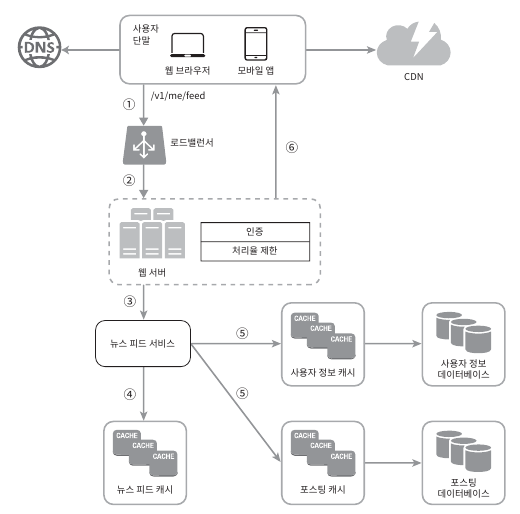 사용자
단말
DNS
웹 브라우저
모바일 앱
CDN
①
/v1/me/feed
로드밸런서
⑥
②
인증
처리율 제한
웹 서버
③
뉴스 피드 서비스
⑤
CACHE
CACHE
CACHE
사용자 정보 캐시
사용자 정보
데이터베이스
④
⑤
CACHE
CACHE
CACHE
뉴스 피드 캐시
CACHE
CACHE
CACHE
포스팅 캐시
포스팅
데이터베이스